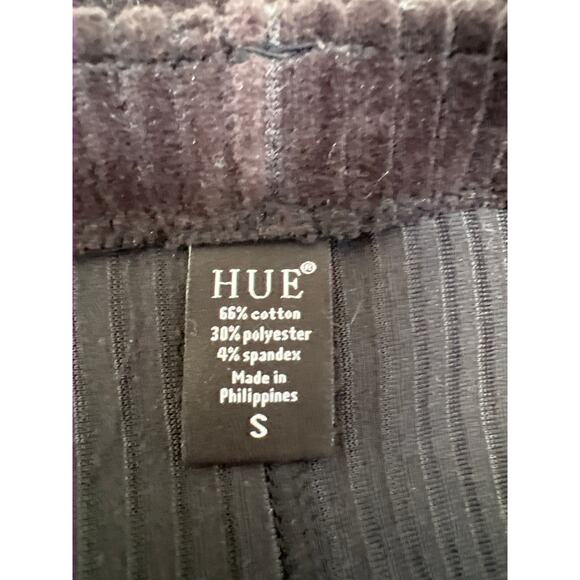 HUE®
66% cotton
30% polyester
4% spandex
Made in
Philippines
S